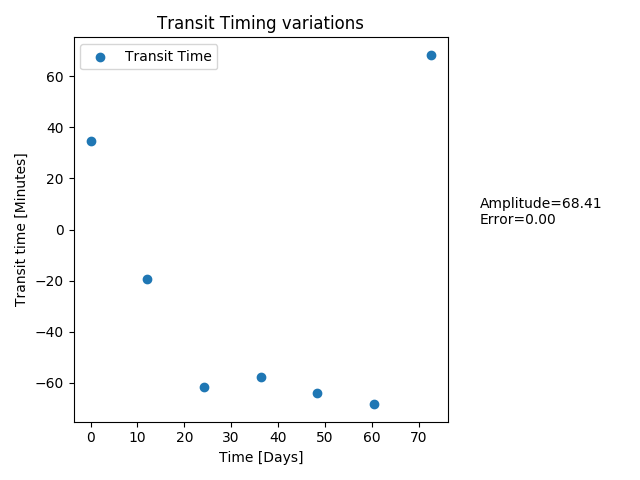 Transit Timing variations
Transit Time
60
40
20
0
−20
−40
−60
Transit time [Minutes]
Amplitude=68.41
Error=0.00
0 10 20 30 40 50 60 70
Time [Days]